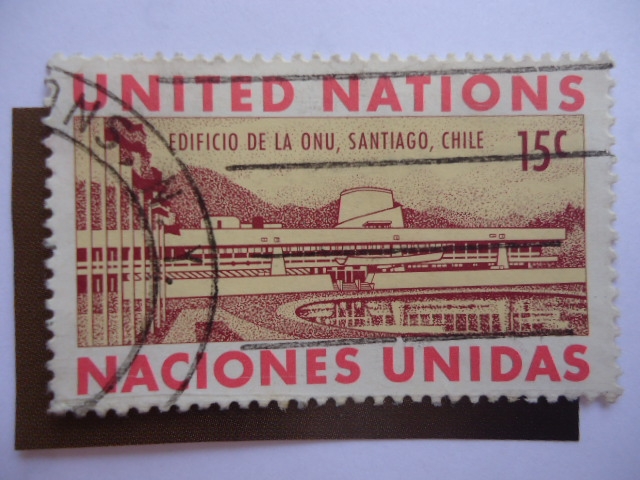 UNITED NATIONS
EDIFICIO DE LA ONU, SANTIAGO, CHILE 15c
NACIONES UNIDAS